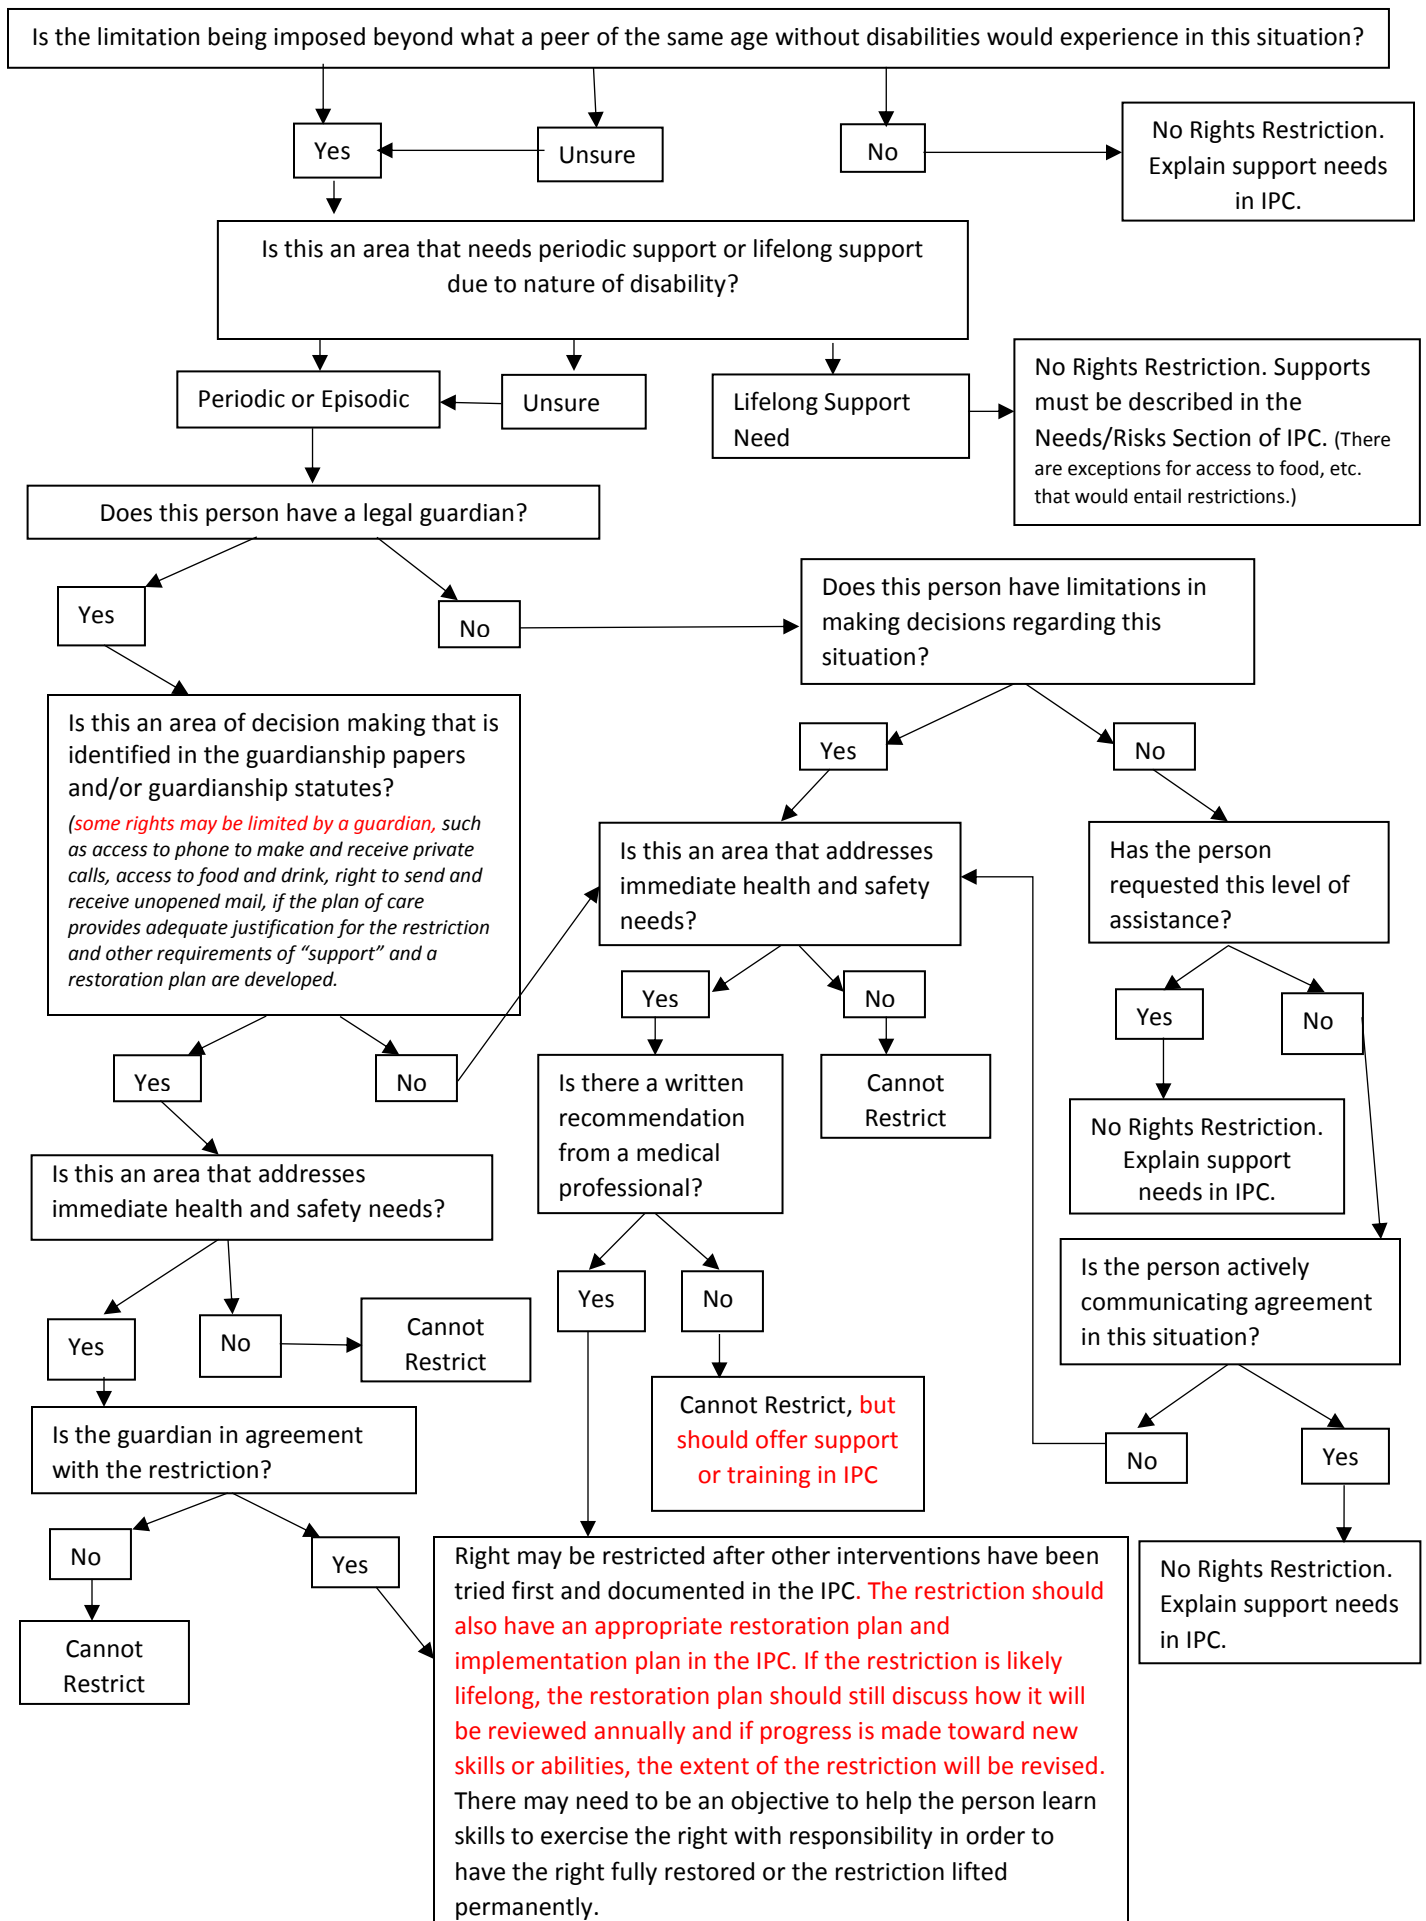 Is the limitation being imposed beyond what a peer of the same age without disabilities would experience in this situation?
Yes
Unsure
No
No Rights Restriction.
Explain support needs
in IPC.
Is this an area that needs periodic support or lifelong support
due to nature of disability?
Periodic or Episodic
Unsure
Lifelong Support
Need
No Rights Restriction. Supports
must be described in the
Needs/Risks Section of IPC. (There
are exceptions for access to food, etc.
that would entail restrictions.)
Does this person have a legal guardian?
Yes
No
Does this person have limitations in
making decisions regarding this
situation?
Is this an area of decision making that is
identified in the guardianship papers
and/or guardianship statutes?
(some rights may be limited by a guardian, such
as access to phone to make and receive private
calls, access to food and drink, right to send and
receive unopened mail, if the plan of care
provides adequate justification for the restriction
and other requirements of “support” and a
restoration plan are developed.
Yes
No
Is this an area that addresses
immediate health and safety
needs?
Has the person
requested this level of
assistance?
Yes
No
Yes
No
Yes
No
Is there a written
recommendation
from a medical
professional?
Cannot
Restrict
No Rights Restriction.
Explain support
needs in IPC.
Is this an area that addresses
immediate health and safety needs?
Yes
No
Cannot
Restrict
Yes
No
Is the person actively
communicating agreement
in this situation?
Is the guardian in agreement
with the restriction?
Cannot Restrict, but
should offer support
or training in IPC
No
Yes
No
Yes
Cannot
Restrict
Right may be restricted after other interventions have been
tried first and documented in the IPC. The restriction should
also have an appropriate restoration plan and
implementation plan in the IPC. If the restriction is likely
lifelong, the restoration plan should still discuss how it will
be reviewed annually and if progress is made toward new
skills or abilities, the extent of the restriction will be revised.
There may need to be an objective to help the person learn
skills to exercise the right with responsibility in order to
have the right fully restored or the restriction lifted
permanently.
No Rights Restriction.
Explain support needs
in IPC.